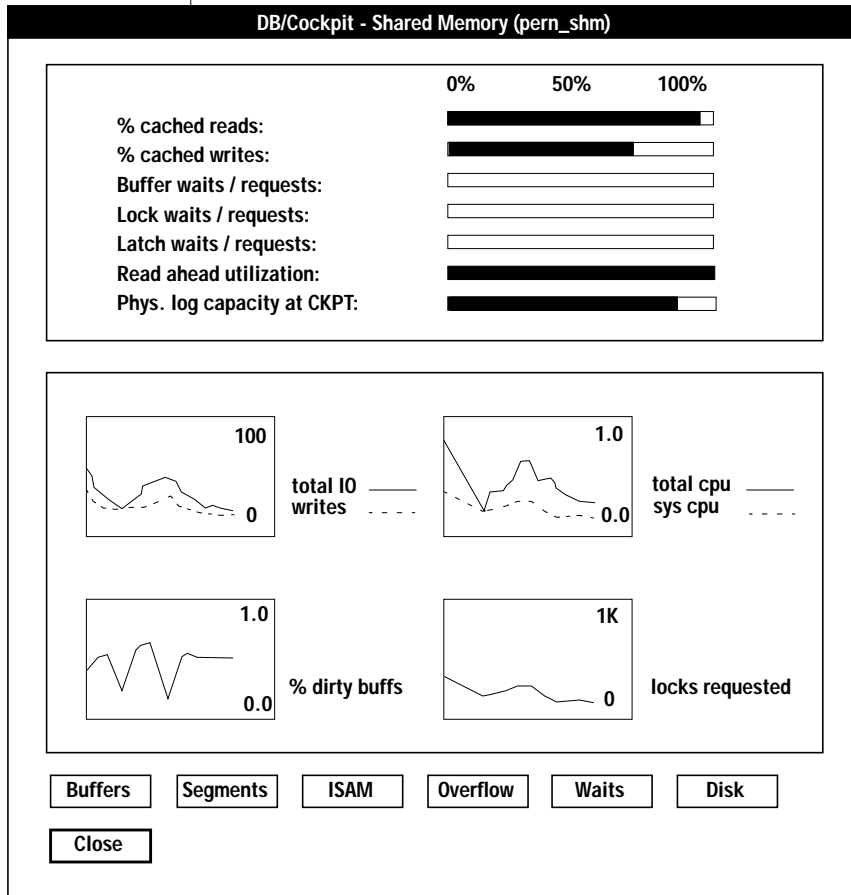 DB/Cockpit - Shared Memory (pern_shm)
0% 50% 100%
% cached reads:
% cached writes:
Buffer waits / requests:
Lock waits / requests:
Latch waits / requests:
Read ahead utilization:
Phys. log capacity at CKPT:
100
total IO
writes
0
1.0
total cpu
sys cpu
0.0
1.0
% dirty buffs
0.0
1K
locks requested
0
Buffers Segments ISAM Overflow Waits Disk
Close